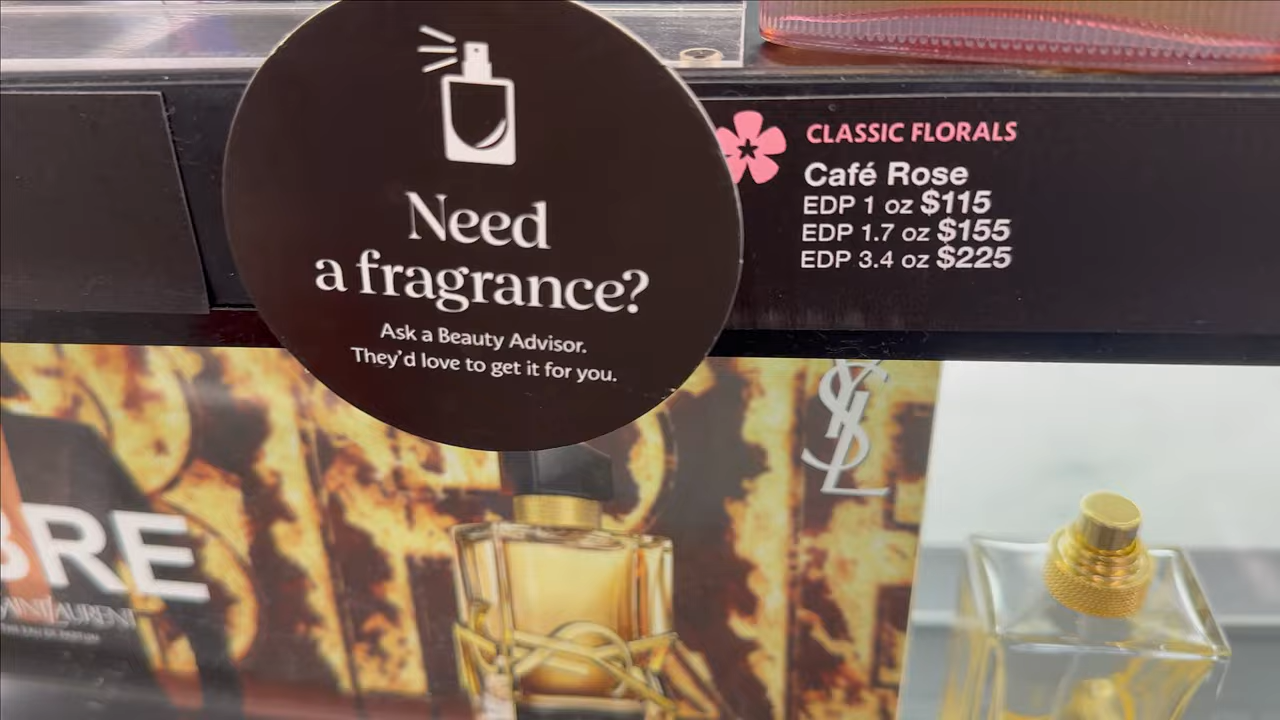 Need
a fragrance?
Ask a Beauty Advisor.
They'd love to get it for you.
CLASSIC FLORALS
Café Rose
EDP 1 oz $115
EDP 1.7 oz $155
EDP 3.4 oz $225
YSL
BRE
SAINTLAURENT